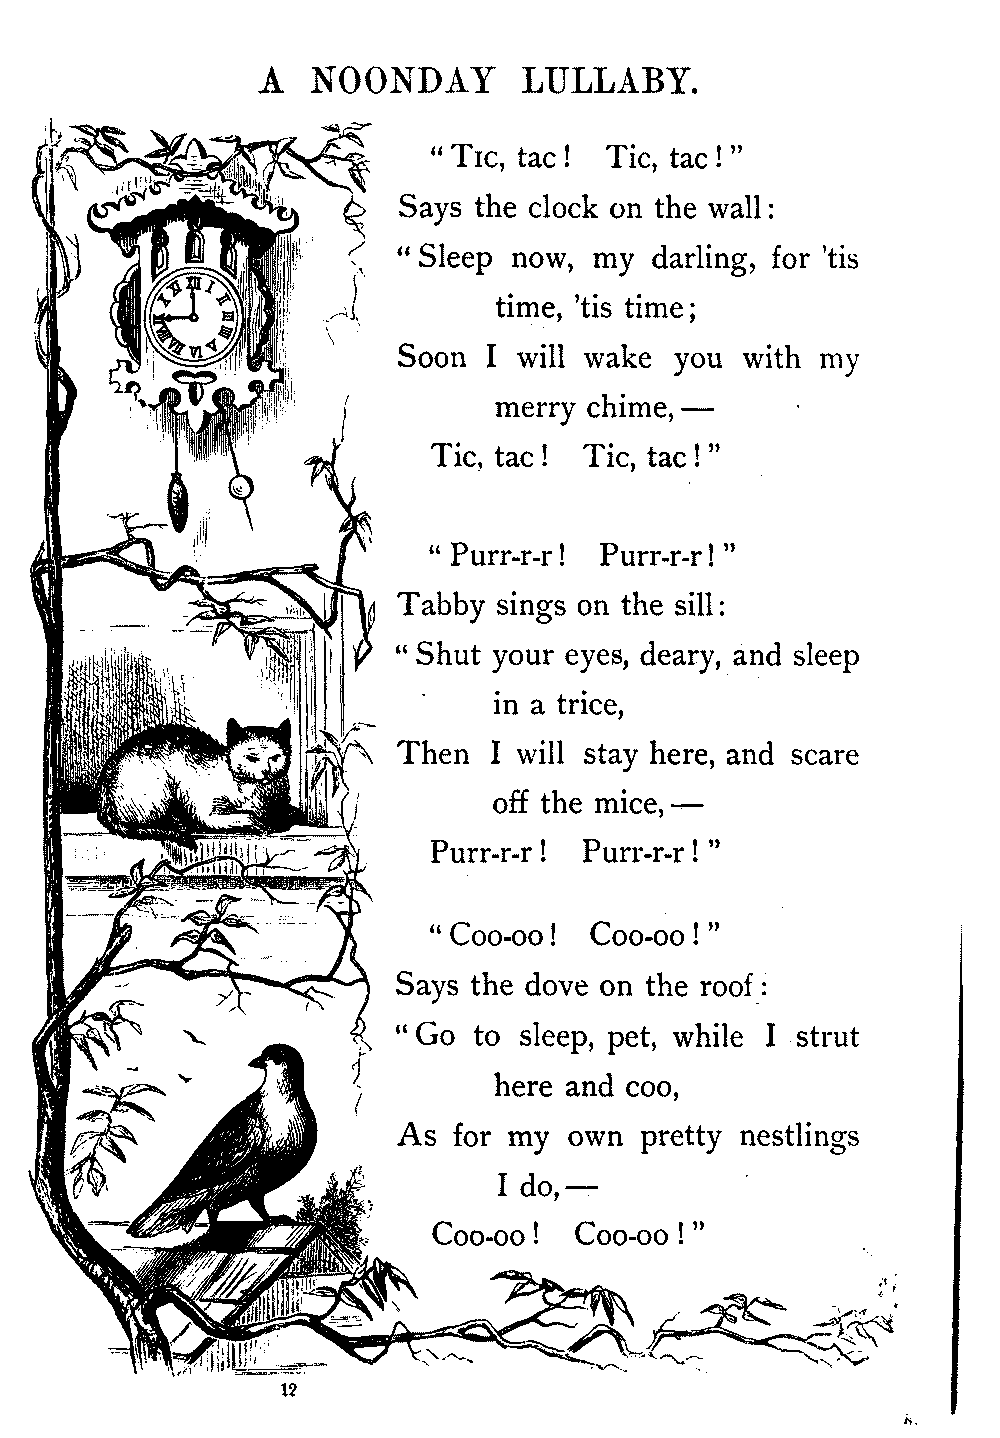 A NOONDAY LULLABY.
“ TIC, tac ! Tic, tac ! ”
Says the clock on the wall :
“ Sleep now, my darling, for ’tis
time, ’tis time ;
Soon I will wake you with my
merry chime, —
Tic, tac ! Tic, tac ! ”
“ Purr-r-r ! Purr-r-r ! ”
Tabby sings on the sill :
“ Shut your eyes, deary, and sleep
in a trice,
Then I will stay here, and scare
off the mice, —
Purr-r-r ! Purr-r-r ! ”
“ Coo-oo ! Coo-oo ! ”
Says the dove on the roof :
“ Go to sleep, pet, while I strut
here and coo,
As for my own pretty nestlings
I do, —
Coo-oo ! Coo-oo ! ”
12